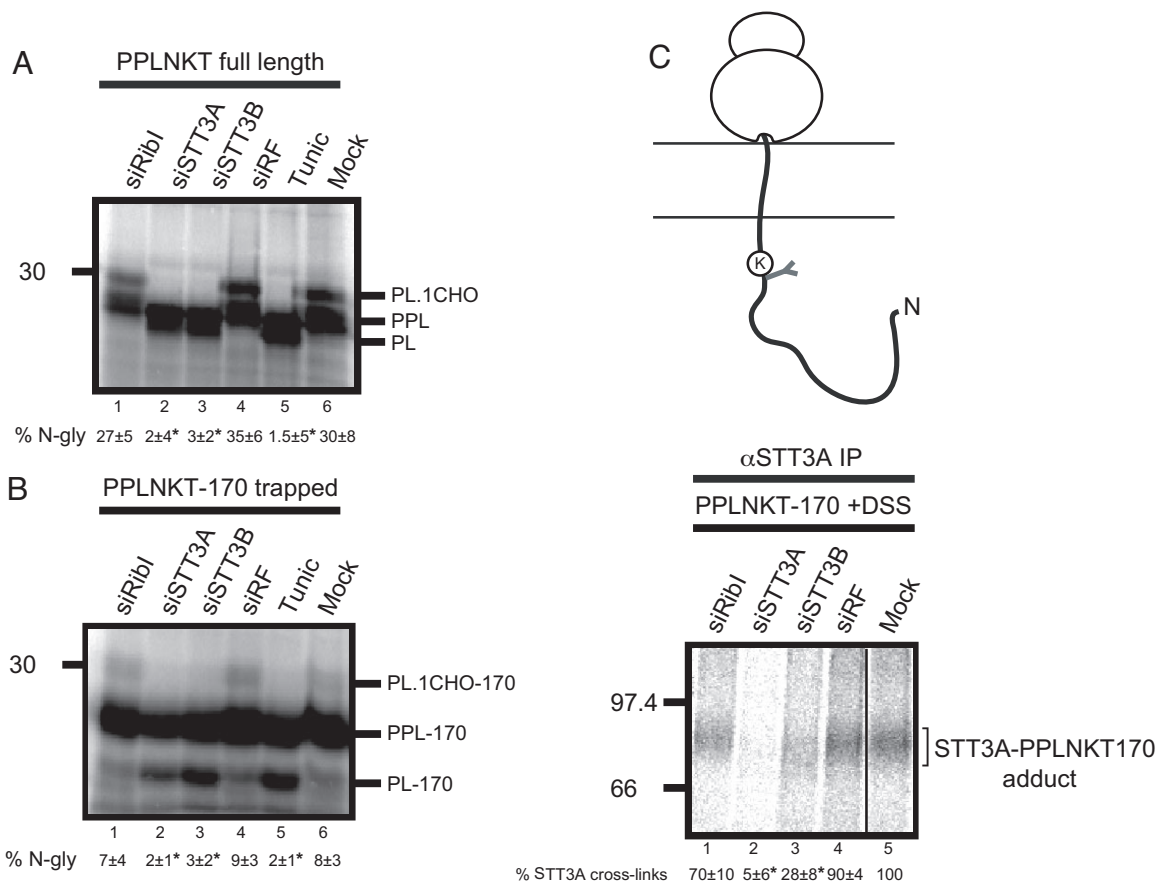 A
PPLNKT full length
siRibI
siSTT3A
siSTT3B
siRF
Tunic
Mock
30
PL.1CHO
PPL
PL
1 2 3 4 5 6
% N-gly 27±5 2±4* 3±2* 35±6 1.5±5* 30±8
B
PPLNKT-170 trapped
siRibI
siSTT3A
siSTT3B
siRF
Tunic
Mock
30
PL.1CHO-170
PPL-170
PL-170
1 2 3 4 5 6
% N-gly 7±4 2±1* 3±2* 9±3 2±1* 8±3
C
K
N
αSTT3A IP
PPLNKT-170 +DSS
siRibI
siSTT3A
siSTT3B
siRF
Mock
97.4
66
STT3A-PPLNKT170
adduct
1 2 3 4 5
% STT3A cross-links 70±10 5±6* 28±8* 90±4 100